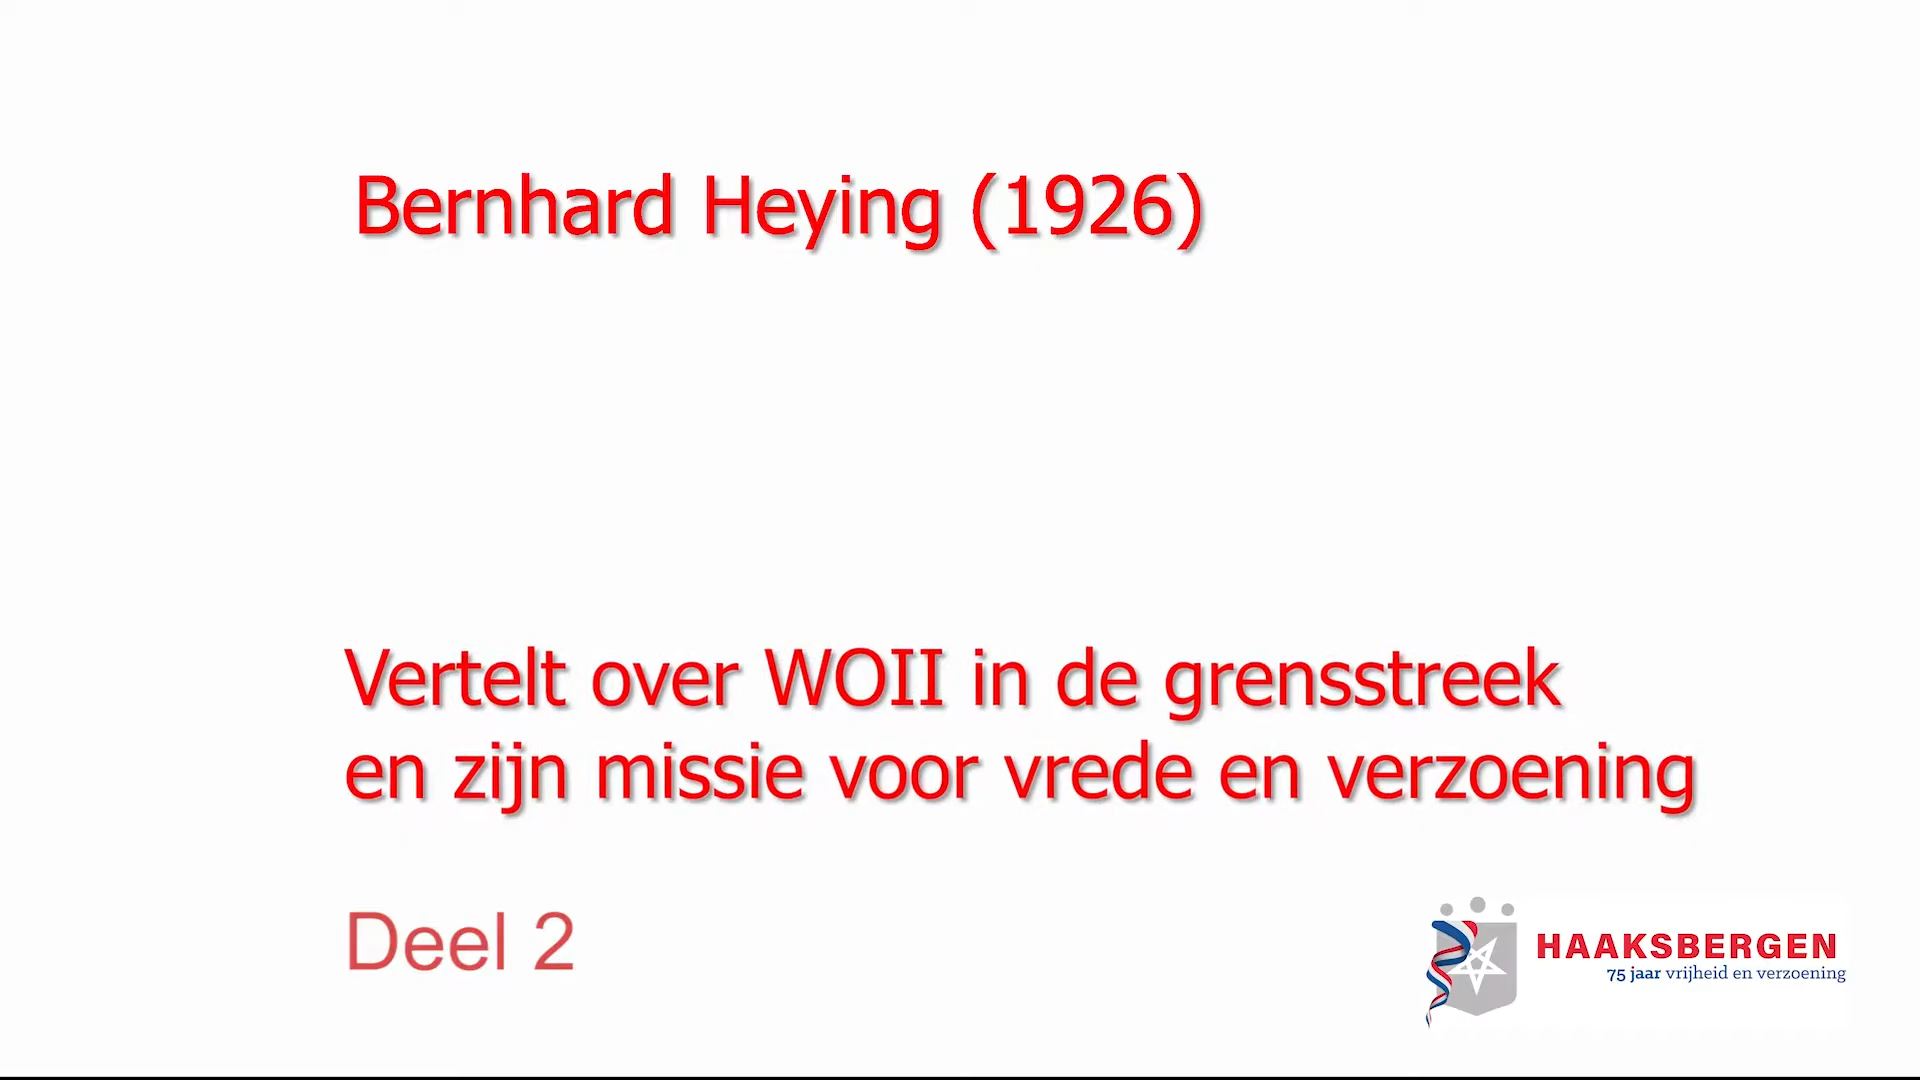 Bernhard Heying (1926)
Vertelt over WOII in de grensstreek
en zijn missie voor vrede en verzoening
Deel 2
HAAKSBERGEN
75 jaar vrijheid en verzoening